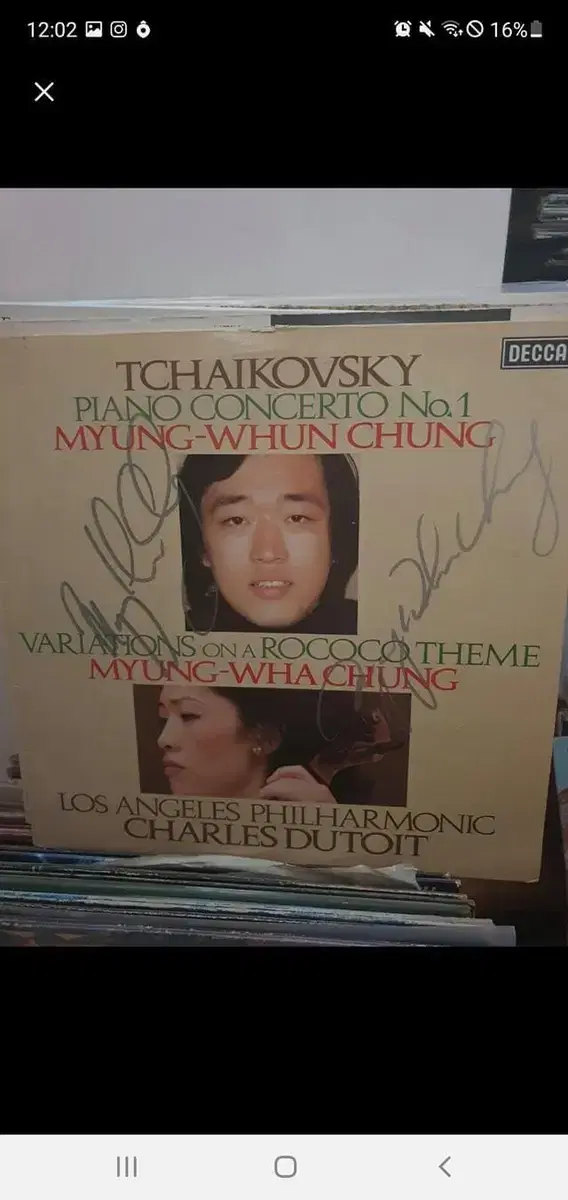 12:02
16%
DECCA
TCHAIKOVSKY
PIANO CONCERTO No.1
MYUNG-WHUN CHUNG
VARIATIONS ON A ROCOCO THEME
MYUNG-WHA CHUNG
LOS ANGELES PHILHARMONIC
CHARLES DUTOIT